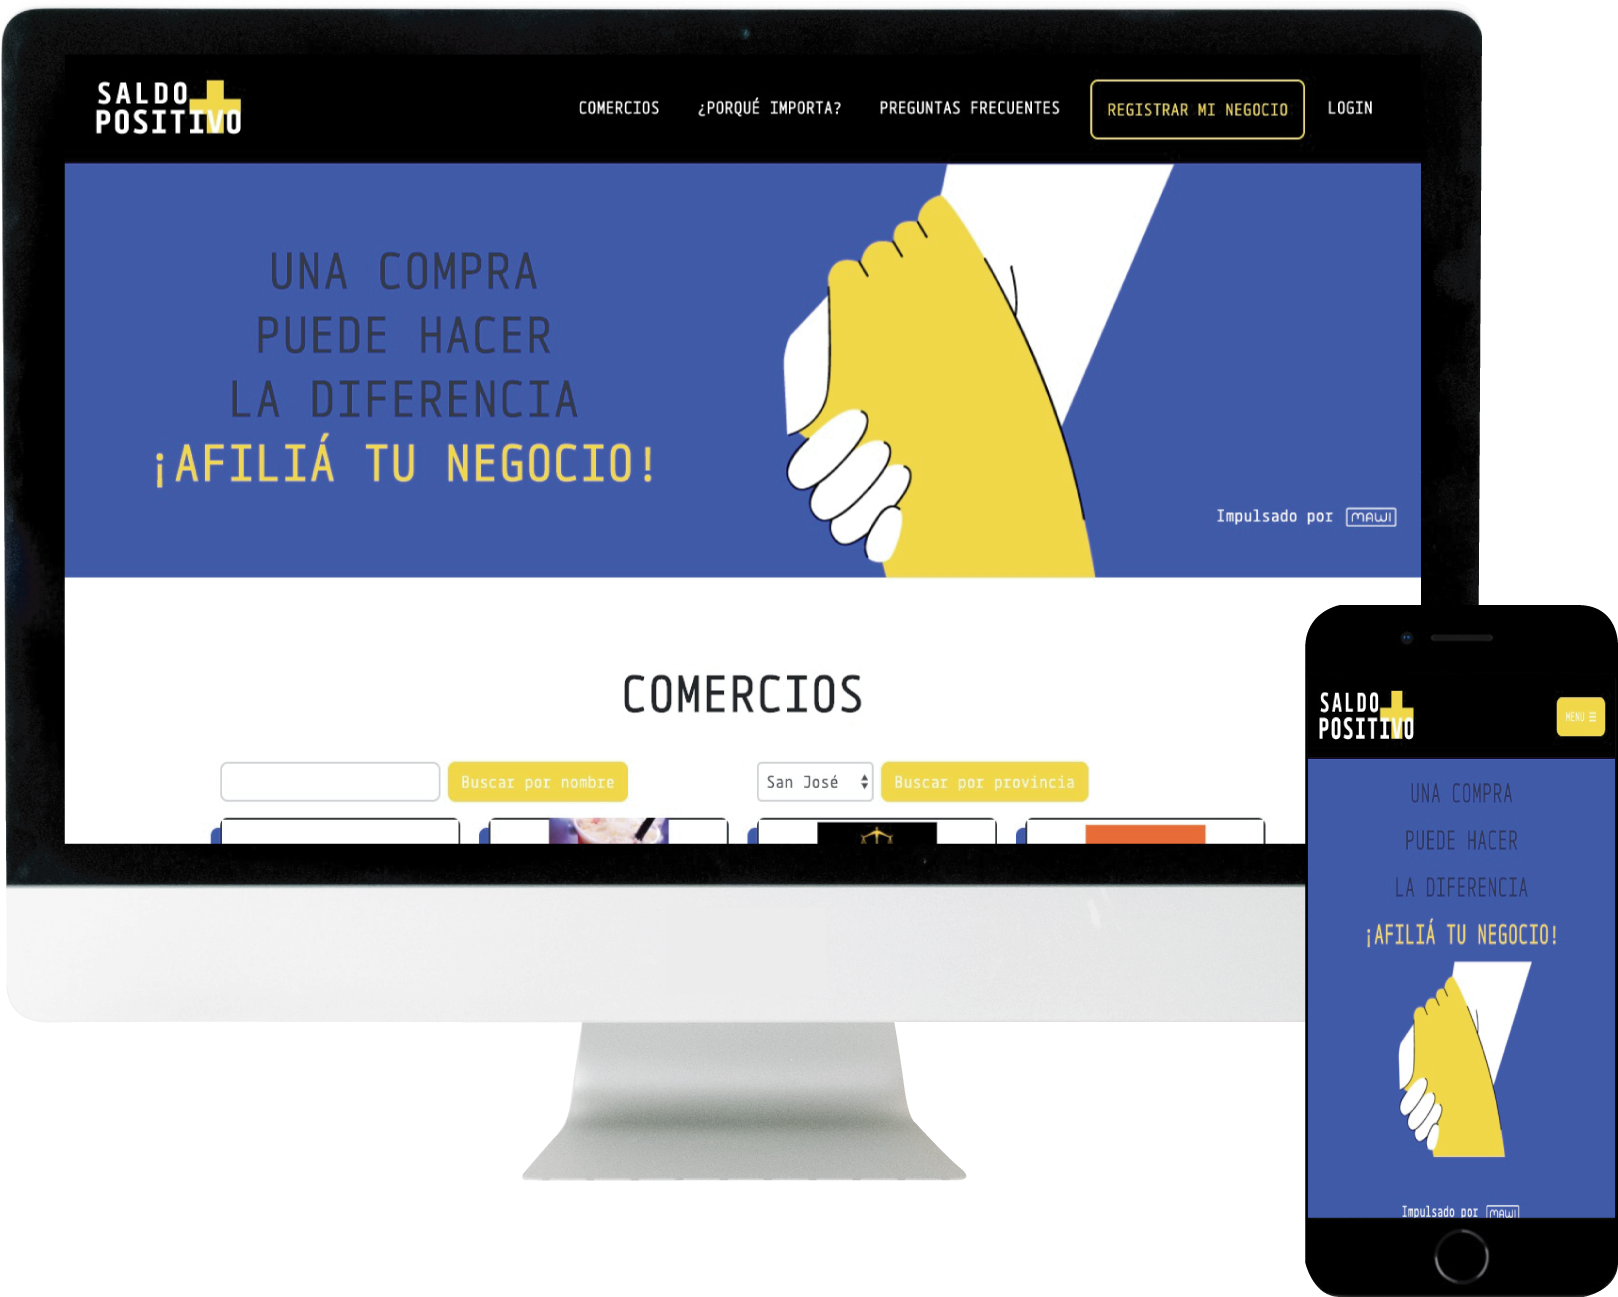 SALDO
POSITIVO
COMERCIOS ¿PORQUÉ IMPORTA? PREGUNTAS FRECUENTES REGISTRAR MI NEGOCIO LOGIN
UNA COMPRA
PUEDE HACER
LA DIFERENCIA
¡AFILIÁ TU NEGOCIO!
Impulsado por MAWI
COMERCIOS
Buscar por nombre San José Buscar por provincia
SALDO
POSITIVO
MENU
UNA COMPRA
PUEDE HACER
LA DIFERENCIA
¡AFILIÁ TU NEGOCIO!
Impulsado por MAWI